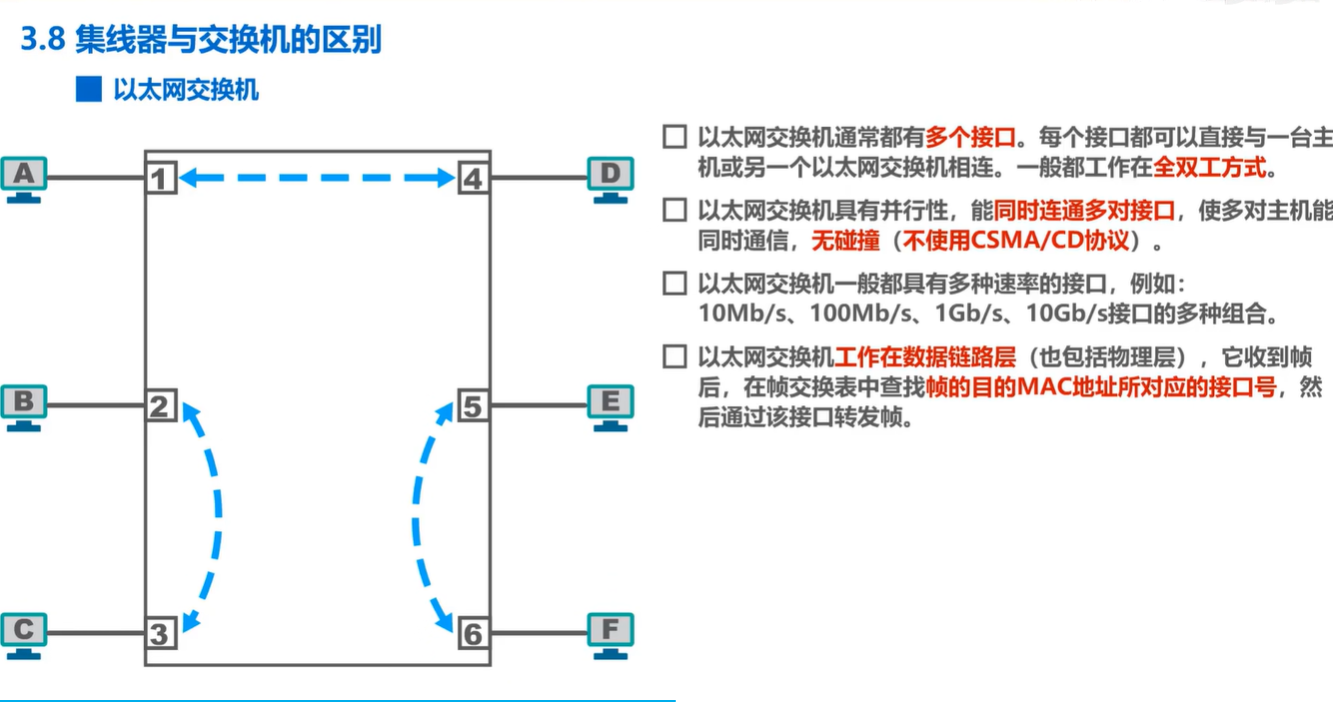 3.8 集线器与交换机的区别
以太网交换机
A
1
4
D
B
2
5
E
C
3
6
F
以太网交换机通常都有多个接口。每个接口都可以直接与一台主
机或另一个以太网交换机相连。一般都工作在全双工方式。
以太网交换机具有并行性，能同时连通多对接口，使多对主机能
同时通信，无碰撞（不使用CSMA/CD协议）。
以太网交换机一般都具有多种速率的接口，例如：
10Mb/s、100Mb/s、1Gb/s、10Gb/s接口的多种组合。
以太网交换机工作在数据链路层（也包括物理层），它收到帧
后，在帧交换表中查找帧的目的MAC地址所对应的接口号，然
后通过该接口转发帧。